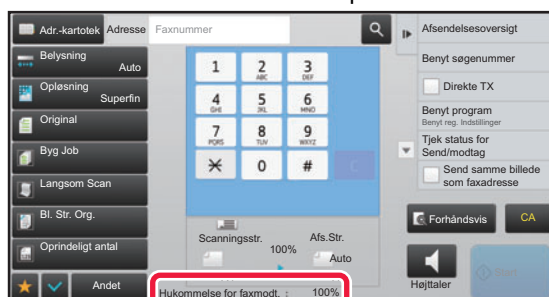 Adr.-kartotek
Adresse
Faxnummer
Belysning
Auto
Opløsning
Superfin
Original
Byg Job
Langsom Scan
Bl. Str. Org.
Oprindeligt antal
Andet
1
2
ABC
3
DEF
4
GHI
5
JKL
6
MNO
7
PQRS
8
TUV
9
WXYZ
0
#
C
Scanningsstr.
100%
Afs.Str.
Auto
Hukommelse for faxmodt. : 100%
Afsendelsesoversigt
Benyt søgenummer
Direkte TX
Benyt program
Benyt reg. Indstillinger
Tjek status for
Send/modtag
Send samme billede
som faxadresse
Forhåndsvis
CA
Højttaler
Start